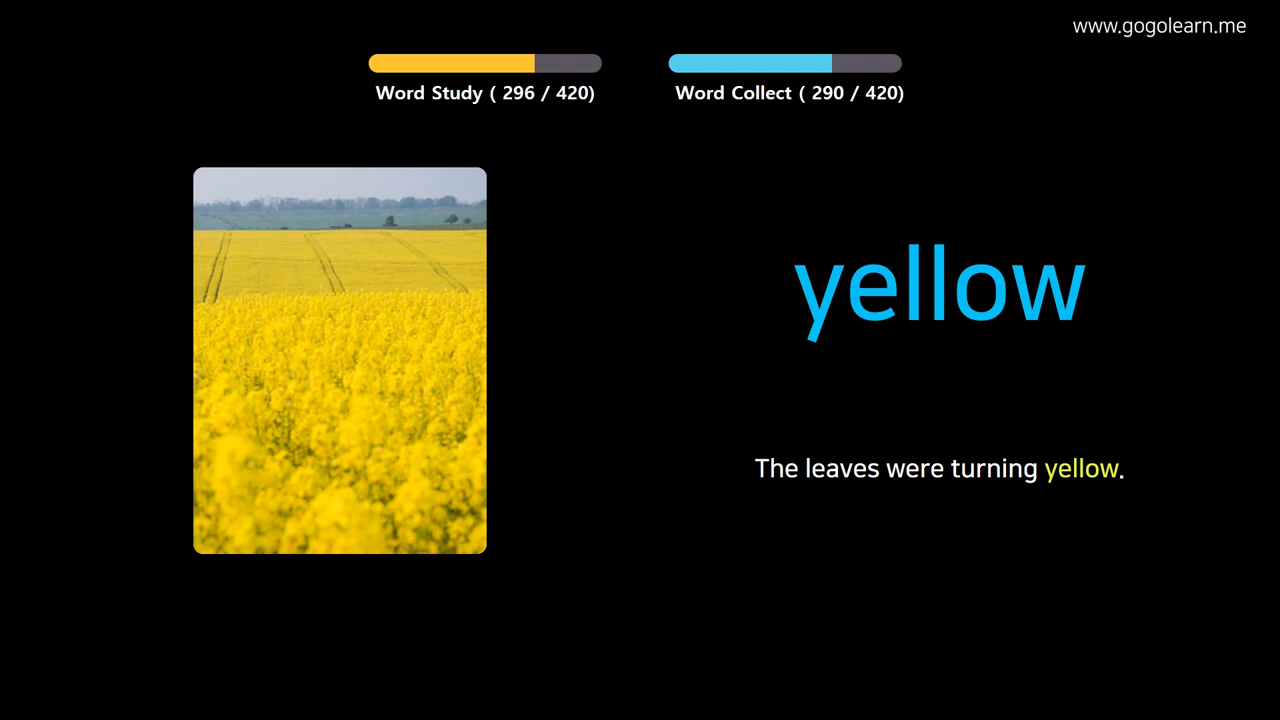 www.gogolearn.me
Word Study ( 296 / 420)
Word Collect ( 290 / 420)
yellow
The leaves were turning yellow.